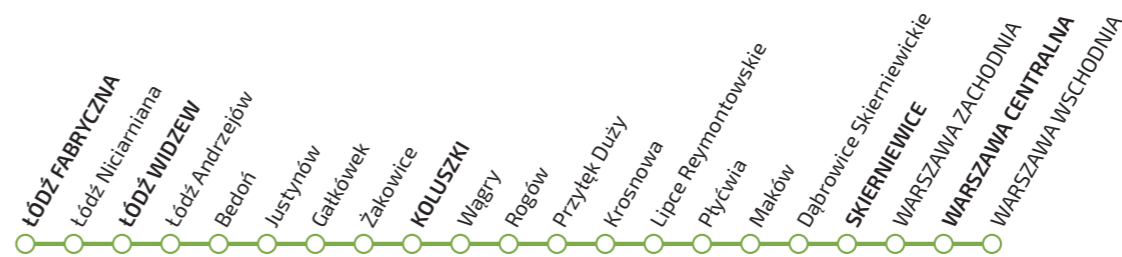 ŁÓDŹ FABRYCZNA
Łódź Niciarniana
ŁÓDŹ WIDZEW
Łódź Andrzejów
Bedoń
Justynów
Gałkówek
Żakowice
KOLUSZKI
Wągry
Rogów
Przyłęk Duży
Krosnowa
Lipce Reymontowskie
Płyćwia
Maków
Dąbrowice Skierniewickie
SKIERNIEWICE
WARSZAWA ZACHODNIA
WARSZAWA CENTRALNA
WARSZAWA WSCHODNIA